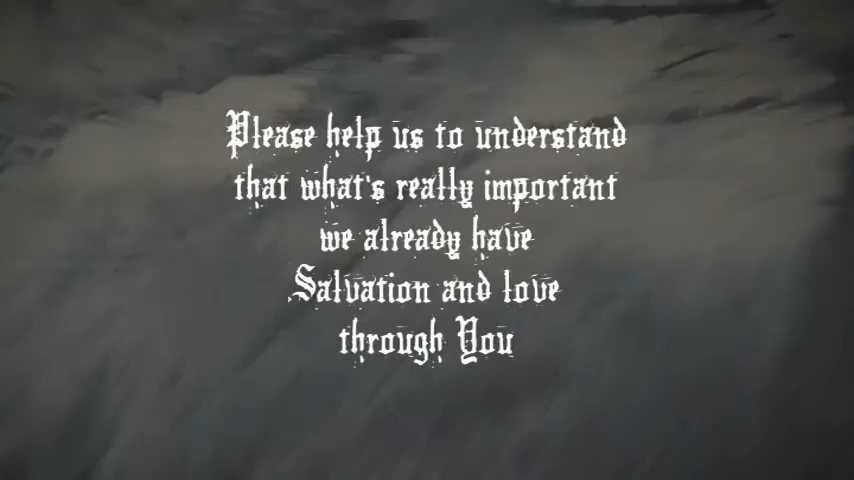 Please help us to understand
that what's really important
we already have
Salvation and love
through You